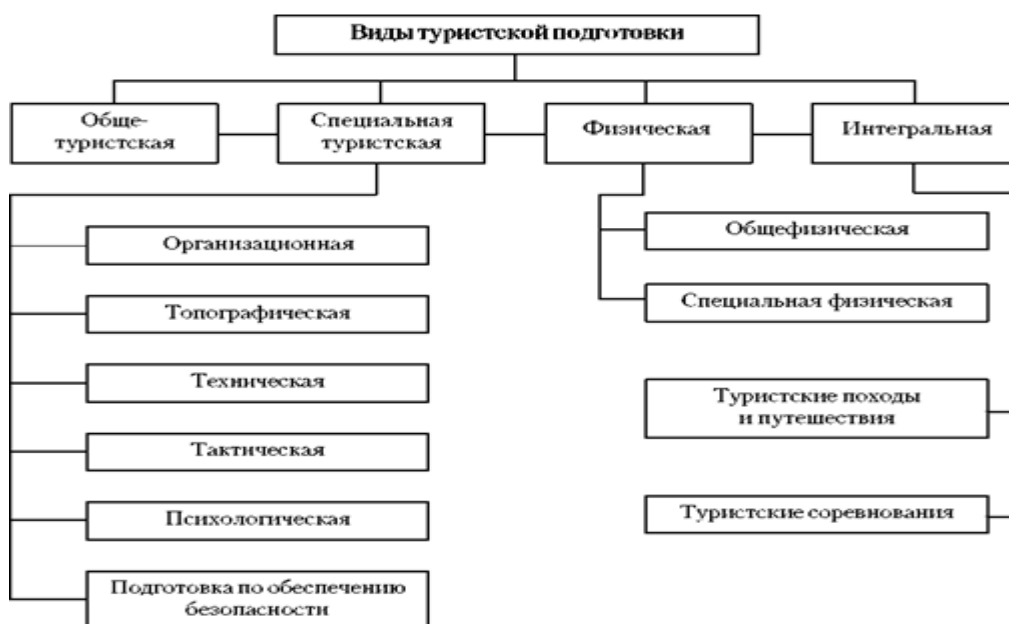 Виды туристской подготовки
Обще-
туристская
Специальная
туристская
Физическая
Интегральная
Организационная
Топографическая
Техническая
Тактическая
Психологическая
Подготовка по обеспечению
безопасности
Общефизическая
Специальная физическая
Туристские походы
и путешествия
Туристские соревнования